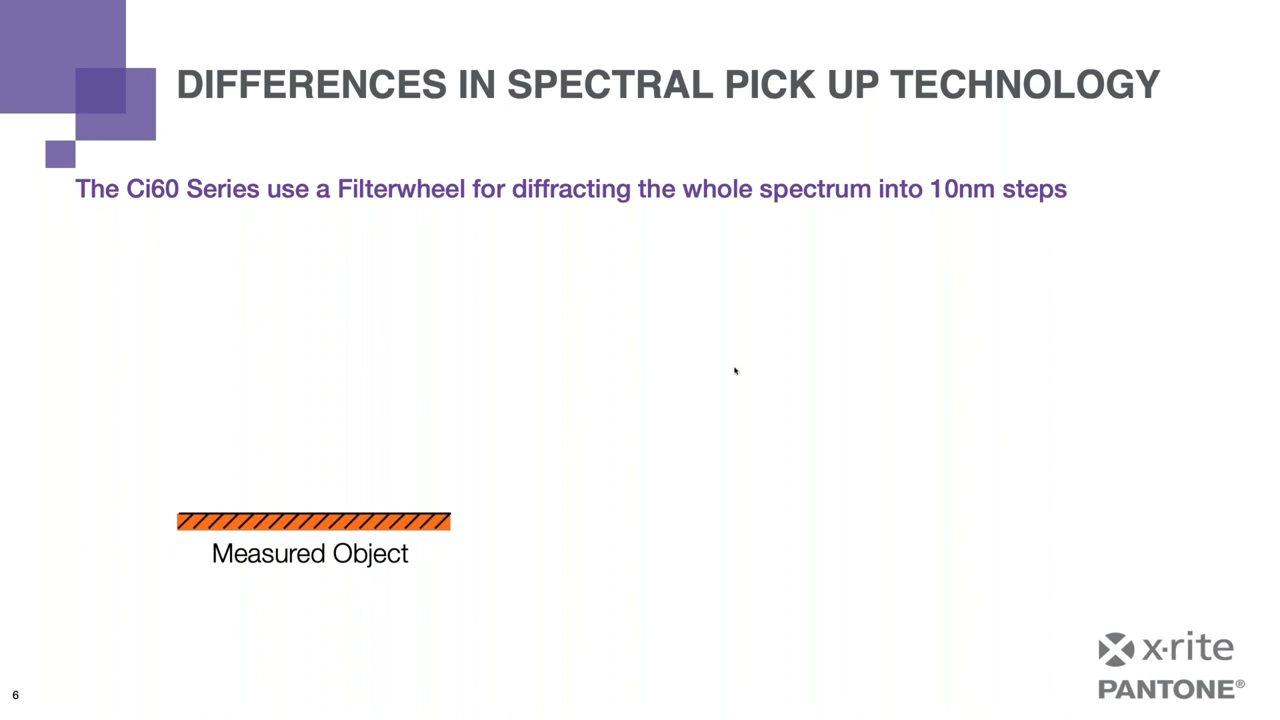 DIFFERENCES IN SPECTRAL PICK UP TECHNOLOGY
The Ci60 Series use a Filterwheel for diffracting the whole spectrum into 10nm steps
Measured Object
x·rite
PANTONE®
6